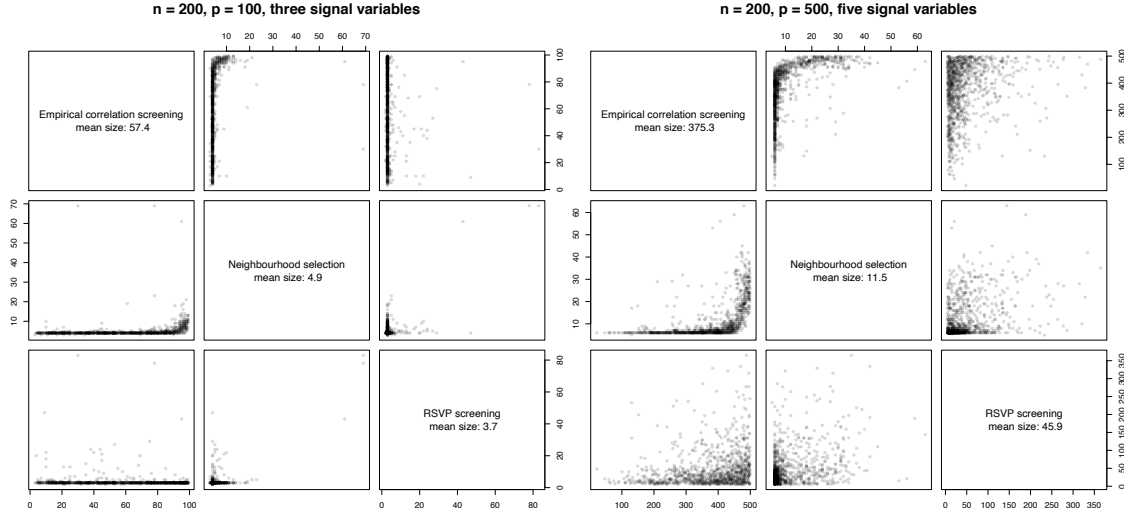 n = 200, p = 100, three signal variables
n = 200, p = 500, five signal variables
10 20 30 40 50 60 70
10 20 30 40 50 60
Empirical correlation screening
mean size: 57.4
0 20 40 60 80 100
Empirical correlation screening
mean size: 375.3
100 200 300 400 500
10 20 30 40 50 60 70
Neighbourhood selection
mean size: 4.9
10 20 30 40 50 60
Neighbourhood selection
mean size: 11.5
RSVP screening
mean size: 3.7
0 20 40 60 80
RSVP screening
mean size: 45.9
0 50 100 150 200 250 300 350
0 20 40 60 80 100
0 20 40 60 80
100 200 300 400 500
0 50 100 150 200 250 300 350